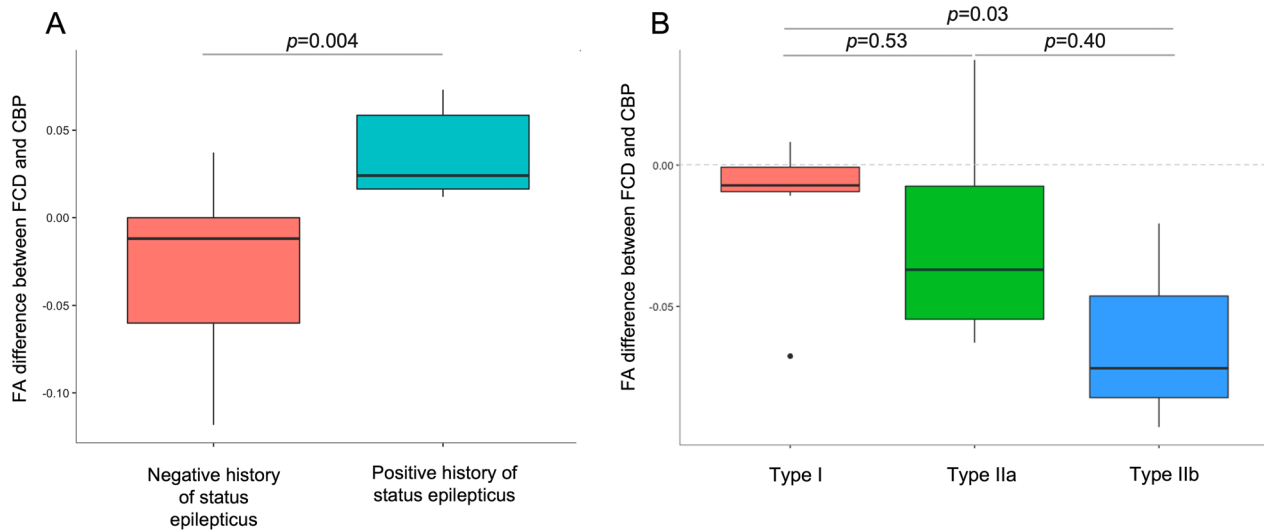 A
p=0.004
FA difference between FCD and CBP
0.05
0.00
-0.05
-0.10
Negative history
of status
epilepticus
Positive history of
status epilepticus
B
p=0.03
p=0.53
p=0.40
FA difference between FCD and CBP
0.00
-0.05
Type I
Type IIa
Type IIb